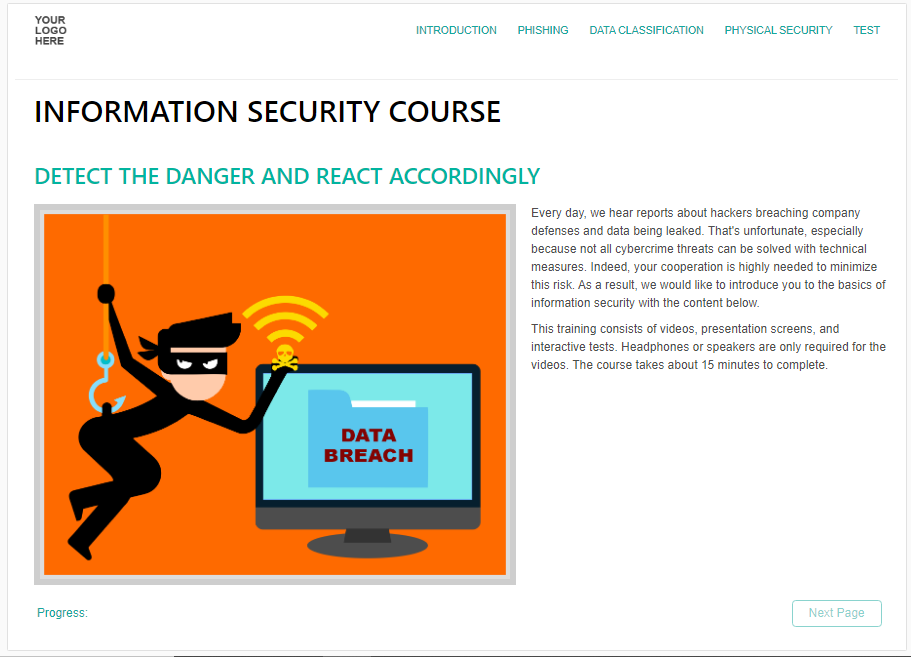 YOUR
LOGO
HERE
INTRODUCTION PHISHING DATA CLASSIFICATION PHYSICAL SECURITY TEST
INFORMATION SECURITY COURSE
DETECT THE DANGER AND REACT ACCORDINGLY
DATA
BREACH
Every day, we hear reports about hackers breaching company
defenses and data being leaked. That's unfortunate, especially
because not all cybercrime threats can be solved with technical
measures. Indeed, your cooperation is highly needed to minimize
this risk. As a result, we would like to introduce you to the basics of
information security with the content below.
This training consists of videos, presentation screens, and
interactive tests. Headphones or speakers are only required for the
videos. The course takes about 15 minutes to complete.
Progress:
Next Page